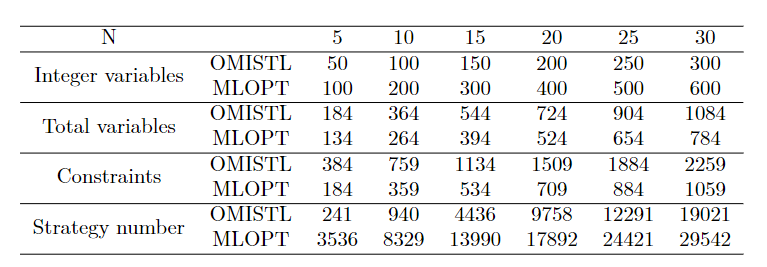 N 5 10 15 20 25 30
Integer variables OMISTL 50 100 150 200 250 300
MLOPT 100 200 300 400 500 600
Total variables OMISTL 184 364 544 724 904 1084
MLOPT 134 264 394 524 654 784
Constraints OMISTL 384 759 1134 1509 1884 2259
MLOPT 184 359 534 709 884 1059
Strategy number OMISTL 241 940 4436 9758 12291 19021
MLOPT 3536 8329 13990 17892 24421 29542